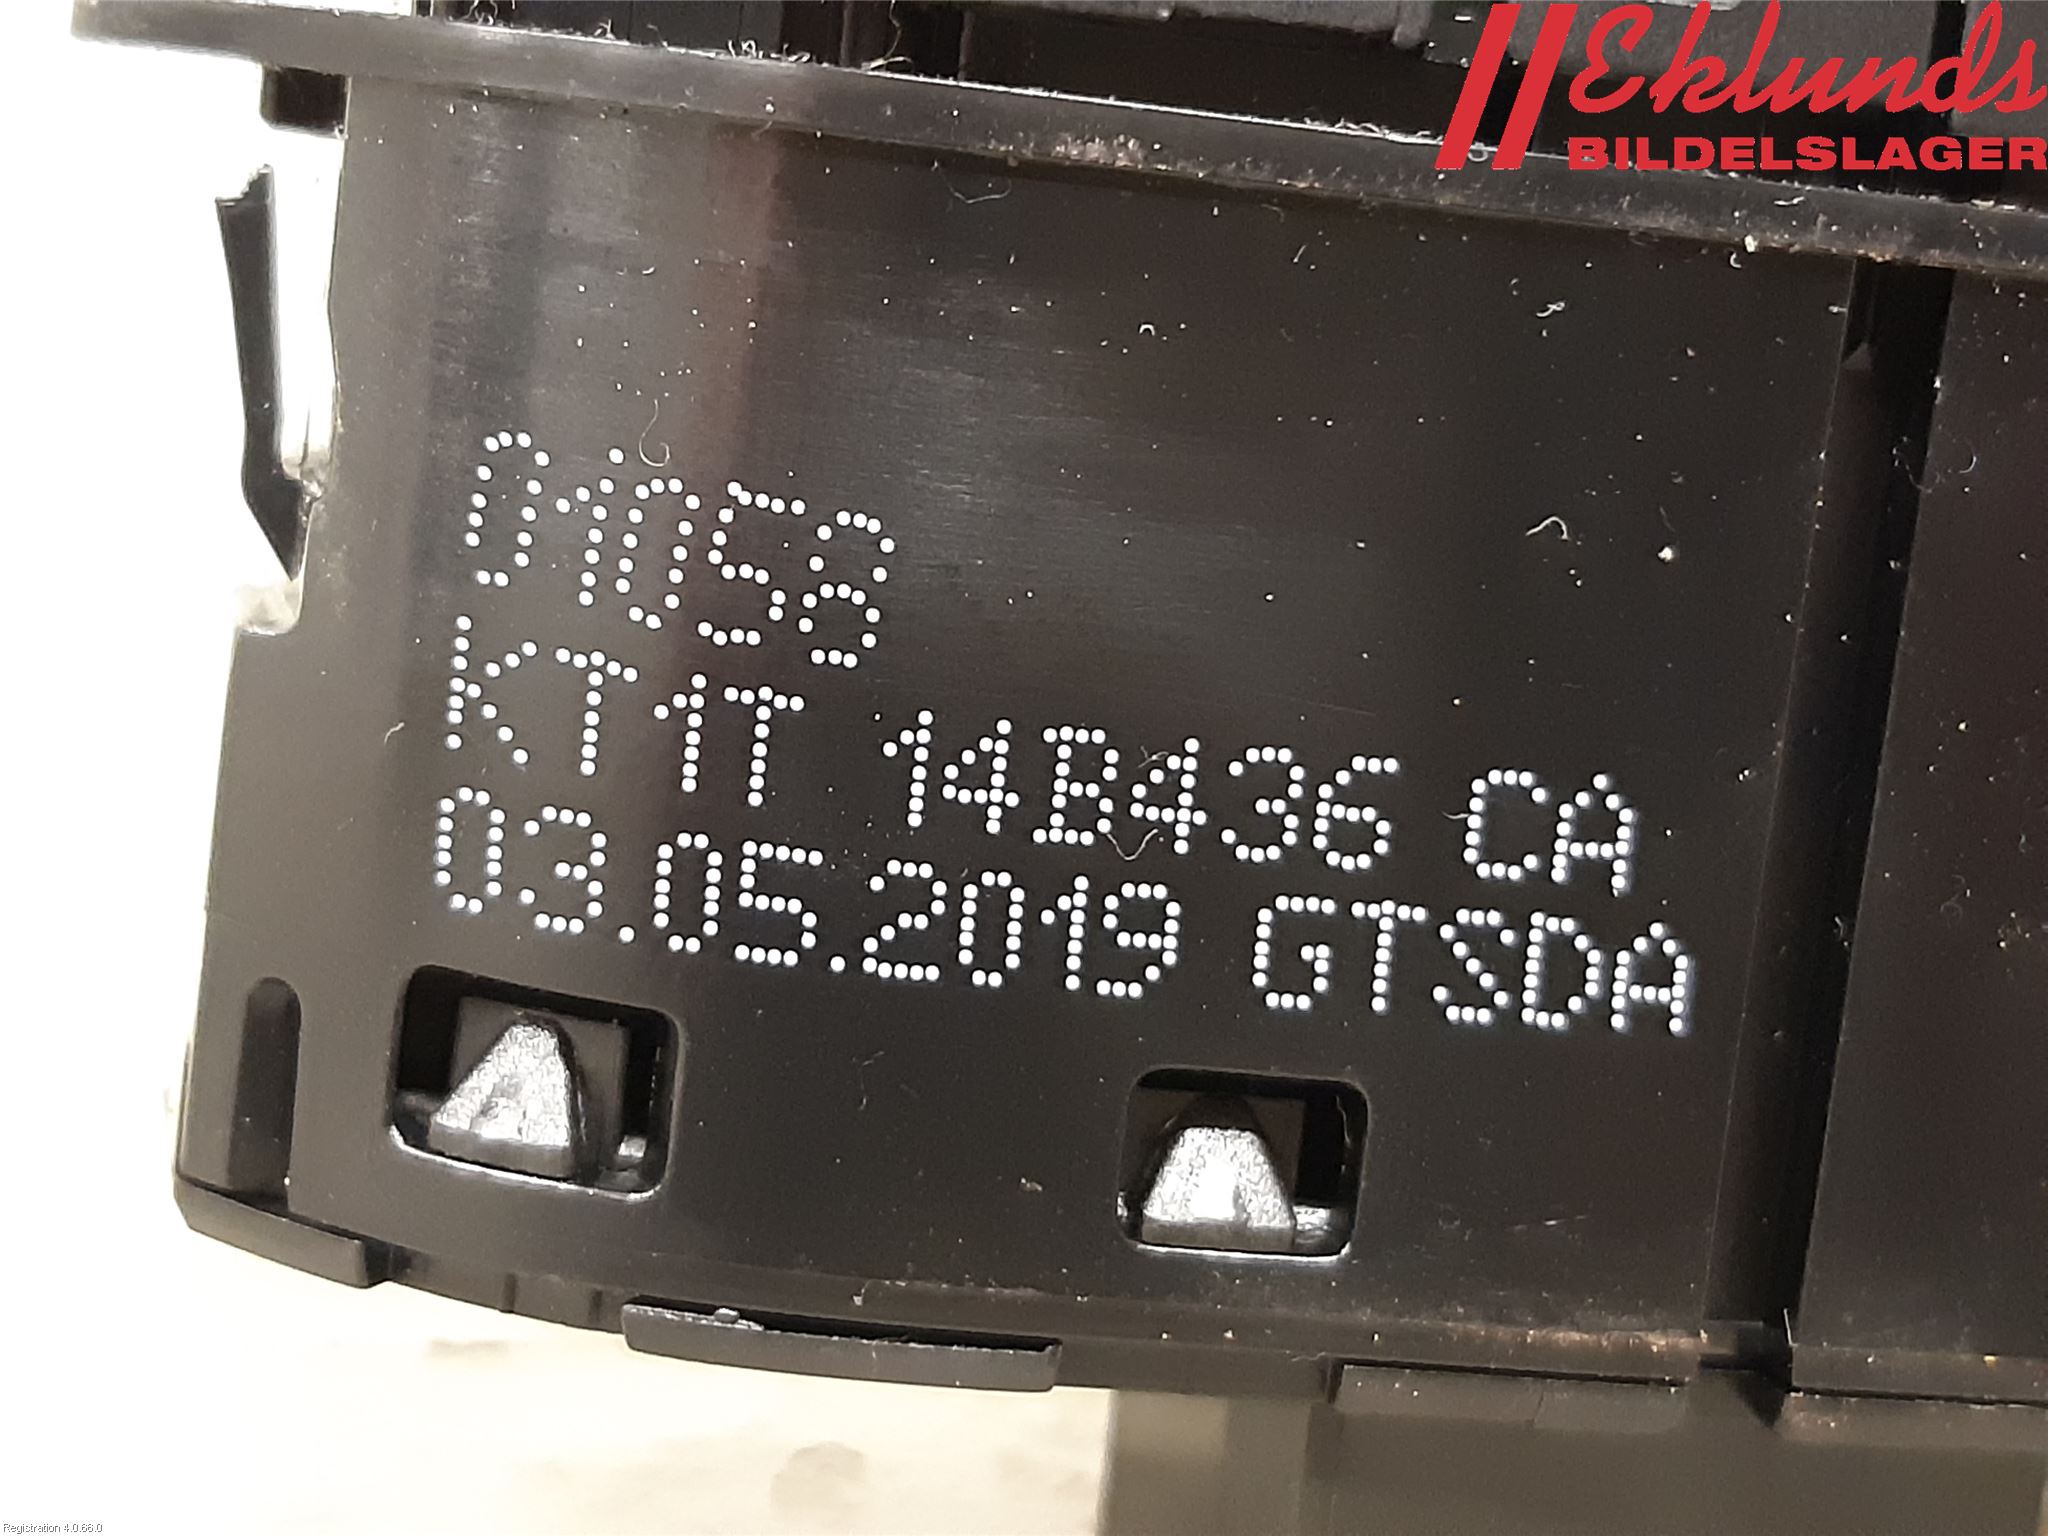 Eklunds
BILDELSLAGER
01058
KT1T 14B436 CA
03.05.2019 GTSDA
Registration 4.0.66.0